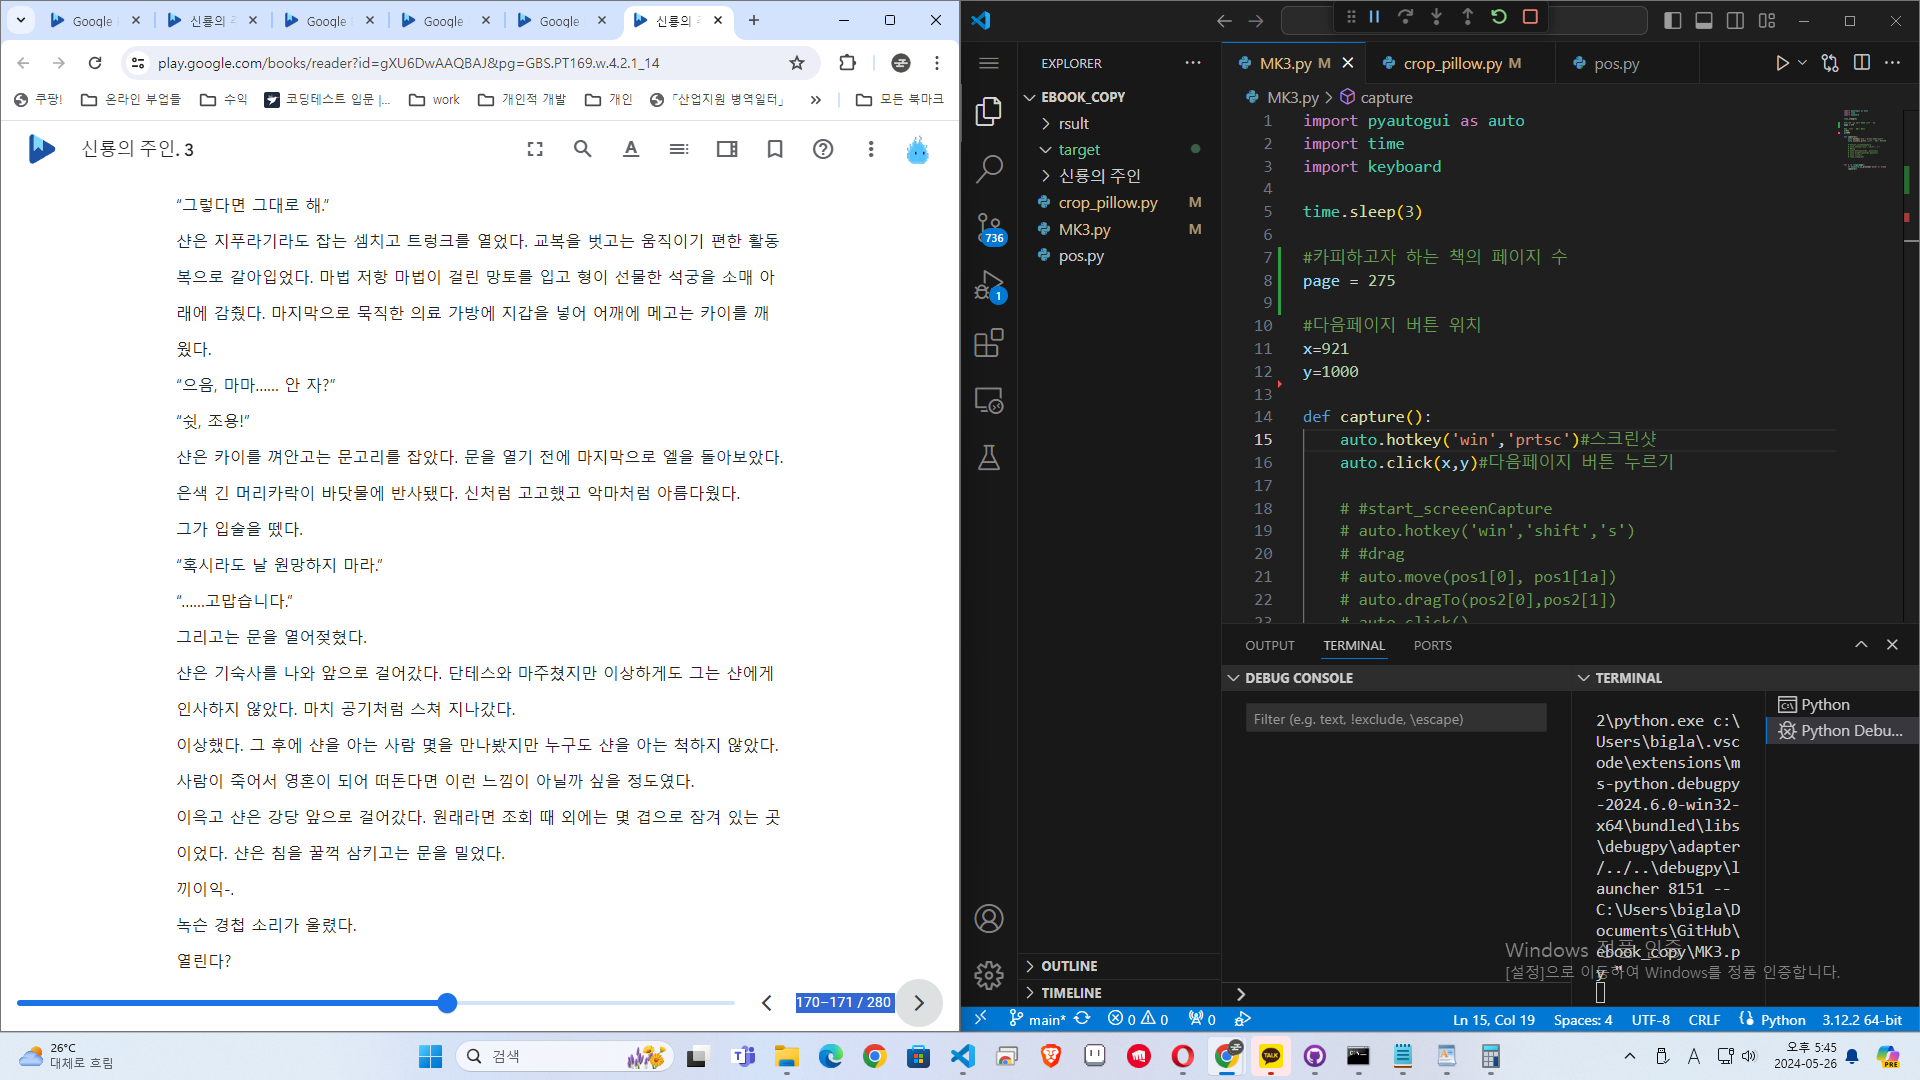 Google
신룡의 주
Google
Google
Google
신룡의 주
play.google.com/books/reader?id=gXU6DwAAQBAJ&pg=GBS.PT169.w.4.2.1_14
쿠팡!
온라인 부업들
수익
코딩테스트 입문 |...
work
개인적 개발
개인
「산업지원 병역일터」
»
모든 북마크
신룡의 주인. 3
“그렇다면 그대로 해.”
샨은 지푸라기라도 잡는 셈치고 트렁크를 열었다. 교복을 벗고는 움직이기 편한 활동
복으로 갈아입었다. 마법 저항 마법이 걸린 망토를 입고 형이 선물한 석궁을 소매 아
래에 감췄다. 마지막으로 묵직한 의료 가방에 지갑을 넣어 어깨에 메고는 카이를 깨
웠다.
“으음, 마마…… 안 자?”
“쉿, 조용!”
샨은 카이를 껴안고는 문고리를 잡았다. 문을 열기 전에 마지막으로 엘을 돌아보았다.
은색 긴 머리카락이 바닷물에 반사됐다. 신처럼 고고했고 악마처럼 아름다웠다.
그가 입술을 뗐다.
“혹시라도 날 원망하지 마라.”
“……고맙습니다.”
그리고는 문을 열어젖혔다.
샨은 기숙사를 나와 앞으로 걸어갔다. 단테스와 마주쳤지만 이상하게도 그는 샨에게
인사하지 않았다. 마치 공기처럼 스쳐 지나갔다.
이상했다. 그 후에 샨을 아는 사람 몇을 만나봤지만 누구도 샨을 아는 척하지 않았다.
사람이 죽어서 영혼이 되어 떠돈다면 이런 느낌이 아닐까 싶을 정도였다.
이윽고 샨은 강당 앞으로 걸어갔다. 원래라면 조회 때 외에는 몇 겹으로 잠겨 있는 곳
이었다. 샨은 침을 꿀꺽 삼키고는 문을 밀었다.
끼이익-.
녹슨 경첩 소리가 울렸다.
열린다?
170–171 / 280
EXPLORER
EBOOK_COPY
rsult
target
신룡의 주인
crop_pillow.py M
MK3.py M
pos.py
736
1
OUTLINE
TIMELINE
MK3.py M
crop_pillow.py M
pos.py
MK3.py > capture
1 import pyautogui as auto
2 import time
3 import keyboard
4
5 time.sleep(3)
6
7 #카피하고자 하는 책의 페이지 수
8 page = 275
9
10 #다음페이지 버튼 위치
11 x=921
12 y=1000
13
14 def capture():
15 auto.hotkey('win','prtsc')#스크린샷
16 auto.click(x,y)#다음페이지 버튼 누르기
17
18 # #start_screeenCapture
19 # auto.hotkey('win','shift','s')
20 # #drag
21 # auto.move(pos1[0], pos1[1a])
22 # auto.dragTo(pos2[0],pos2[1])
23 # auto.click()
OUTPUT
TERMINAL
PORTS
DEBUG CONSOLE
Filter (e.g. text, !exclude, \escape)
TERMINAL
2\python.exe c:\
Users\bigla\.vsc
ode\extensions\m
s-python.debugpy
-2024.6.0-win32-
x64\bundled\libs
\debugpy\adapter
/../..\debugpy\l
auncher 8151 --
C:\Users\bigla\D
ocuments\GitHub\
ebook_copy\MK3.p
y "
Python
Python Debu...
Windows 정품 인증
[설정]으로 이동하여 Windows를 정품 인증합니다.
main*
0
0
0
Ln 15, Col 19
Spaces: 4
UTF-8
CRLF
Python
3.12.2 64-bit
26°C
대체로 흐림
검색
TALK
A
오후 5:45
2024-05-26
PRE